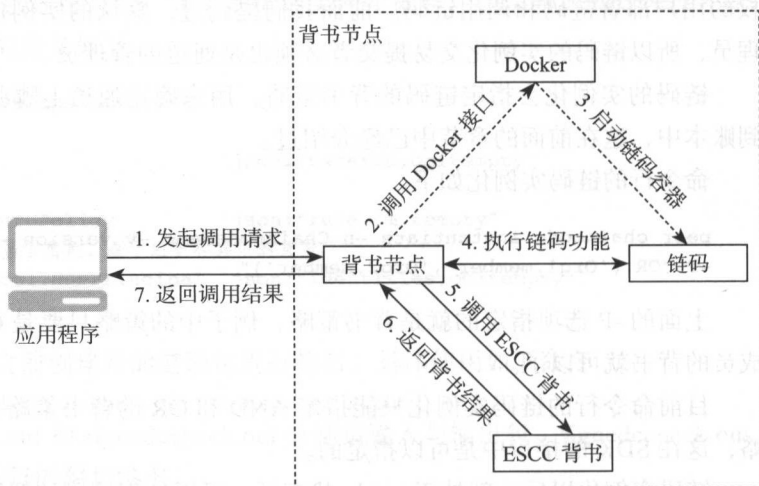 背书节点
Docker
2. 调用 Docker 接口
3 启动链码容器
1. 发起调用请求
4. 执行链码功能
背书节点
链码
7. 返回调用结果
应用程序
5. 调用 ESCC 背书
6. 返回背书结果
ESCC 背书